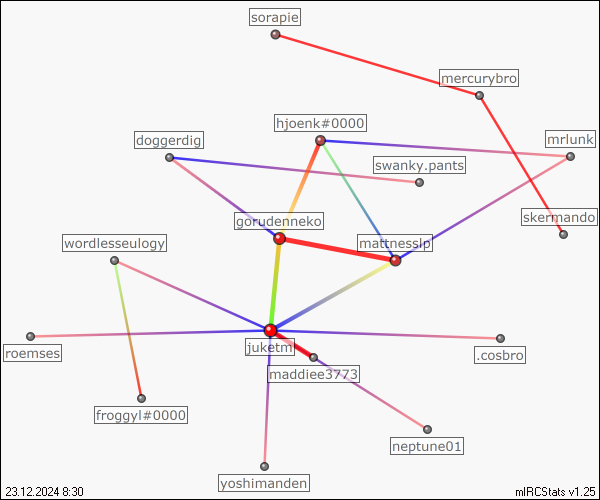 sorapie
mercurybro
hjoenk#0000
doggerdig
mrlunk
swanky.pants
skermando
gorudenneko
wordlesseulogy
mattnesslp
juketm
roemses
.cosbro
maddiee3773
froggyl#0000
neptune01
yoshimanden
23.12.2024 8:30
mIRCStats v1.25